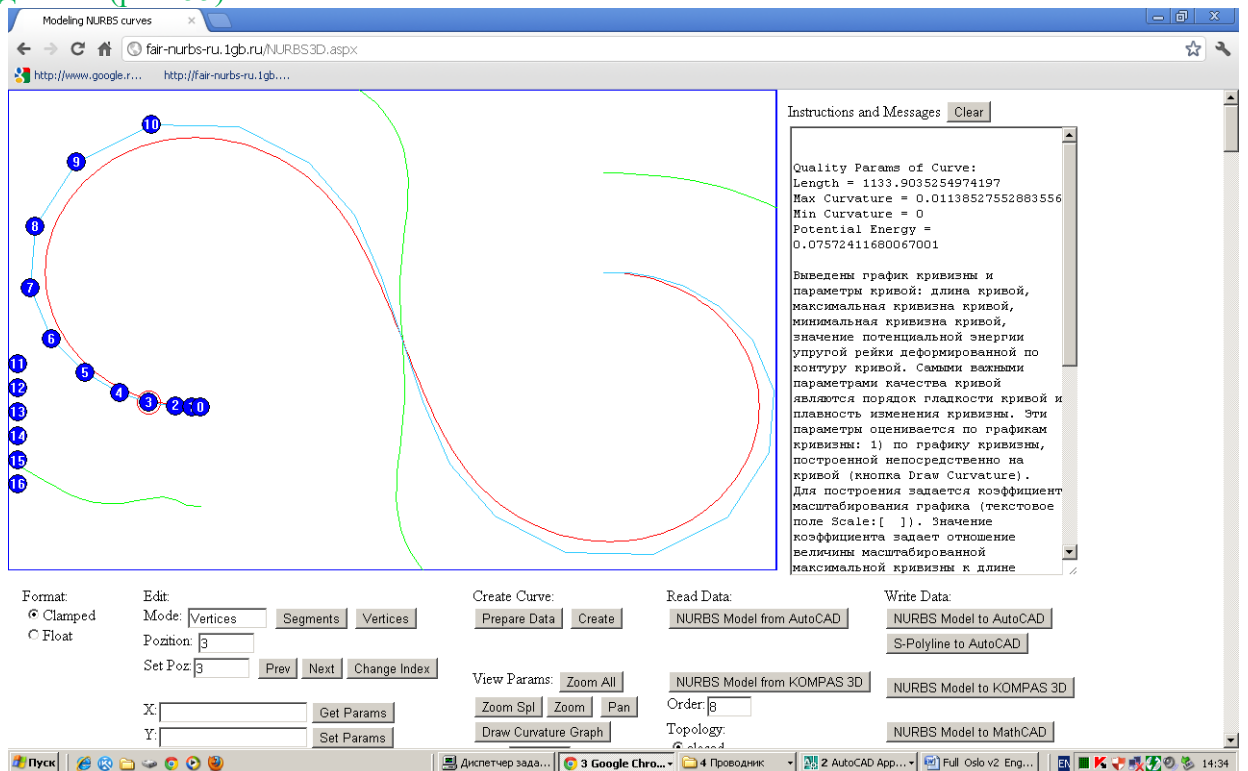 Modeling NURBS curves
fair-nurbs-ru.1gb.ru/NURBS3D.aspx
http://www.google.r... http://fair-nurbs-ru.1gb....
Instructions and Messages Clear
Quality Params of Curve:
Length = 1133.9035254974197
Max Curvature = 0.01138527552883556
Min Curvature = 0
Potential Energy =
0.07572411680067001
Выведены график кривизны и
параметры кривой: длина кривой,
максимальная кривизна кривой,
минимальная кривизна кривой,
значение потенциальной энергии
упругой рейки деформированной по
контуру кривой. Самыми важными
параметрами качества кривой
являются порядок гладкости кривой и
плавность изменения кривизны. Эти
параметры оценивается по графикам
кривизны: 1) по графику кривизны,
построенной непосредственно на
кривой (кнопка Draw Curvature).
Для построения задается коэффициент
масштабирования графика (текстовое
поле Scale:[ ]). Значение
коэффициента задает отношение
величины масштабированной
максимальной кривизны к длине
10
9
8
7
6
5
4
3
2
0
11
12
13
14
15
16
Format:
Clamped
Float
Edit:
Mode: Vertices Segments Vertices
Pozition: 3
Set Poz: 3 Prev Next Change Index
X: Get Params
Y: Set Params
Create Curve:
Prepare Data Create
View Params: Zoom All
Zoom Spl Zoom Pan
Draw Curvature Graph
Read Data:
NURBS Model from AutoCAD
NURBS Model from KOMPAS 3D
Order: 8
Topology:
closed
Write Data:
NURBS Model to AutoCAD
S-Polyline to AutoCAD
NURBS Model to KOMPAS 3D
NURBS Model to MathCAD
Пуск Диспетчер зада... 3 Google Chro... 4 Проводник 2 AutoCAD App... Full Oslo v2 Eng... EN 14:34